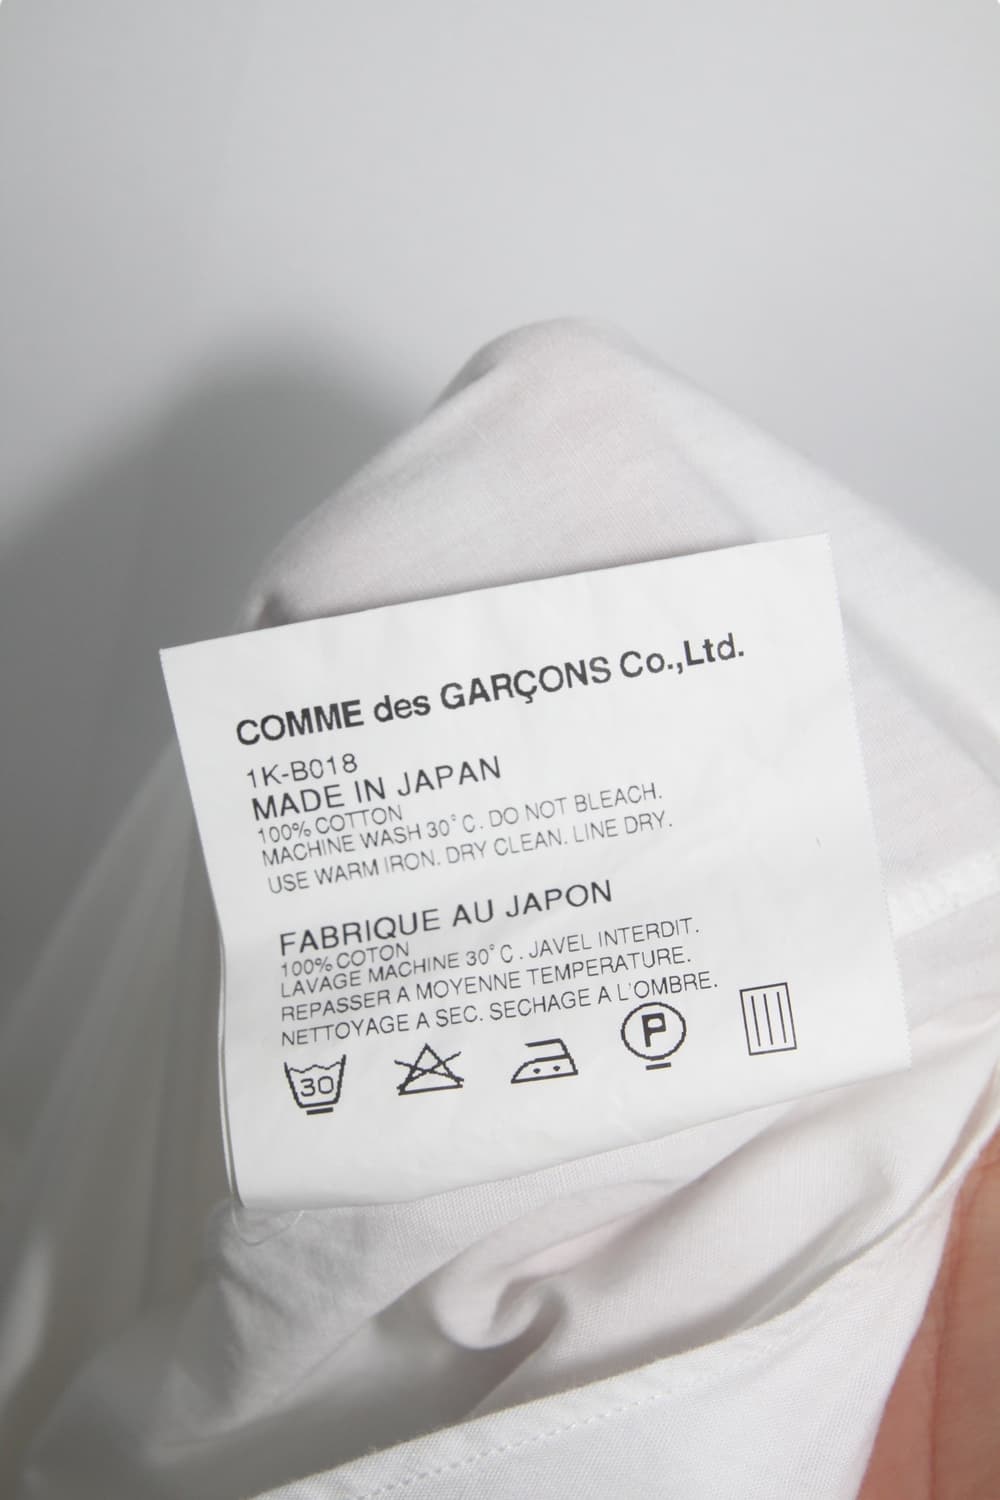 COMME des GARÇONS Co.,Ltd.
1K-B018
MADE IN JAPAN
100% COTTON
MACHINE WASH 30°C. DO NOT BLEACH.
USE WARM IRON. DRY CLEAN. LINE DRY.
FABRIQUE AU JAPON
100% COTON
LAVAGE MACHINE 30°C. JAVEL INTERDIT.
REPASSER A MOYENNE TEMPERATURE.
NETTOYAGE A SEC. SECHAGE A L'OMBRE.
30 P